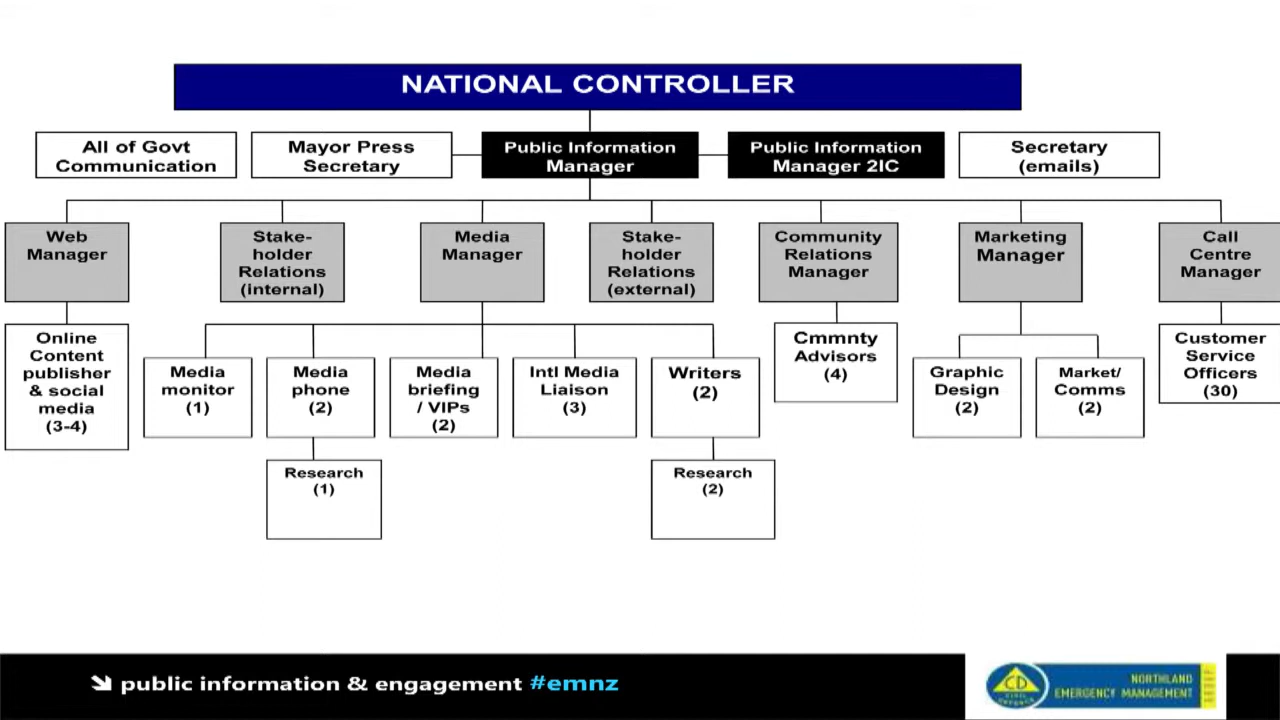 NATIONAL CONTROLLER
All of Govt
Communication
Mayor Press
Secretary
Public Information
Manager
Public Information
Manager 2IC
Secretary
(emails)
Web
Manager
Stake-
holder
Relations
(internal)
Media
Manager
Stake-
holder
Relations
(external)
Community
Relations
Manager
Marketing
Manager
Call
Centre
Manager
Online
Content
publisher
& social
media
(3-4)
Media
monitor
(1)
Media
phone
(2)
Media
briefing
/ VIPs
(2)
Intl Media
Liaison
(3)
Writers
(2)
Cmmnty
Advisors
(4)
Graphic
Design
(2)
Market/
Comms
(2)
Customer
Service
Officers
(30)
Research
(1)
Research
(2)
public information & engagement #emnz
CD
CIVIL
DEFENCE
NORTHLAND
EMERGENCY MANAGEMENT